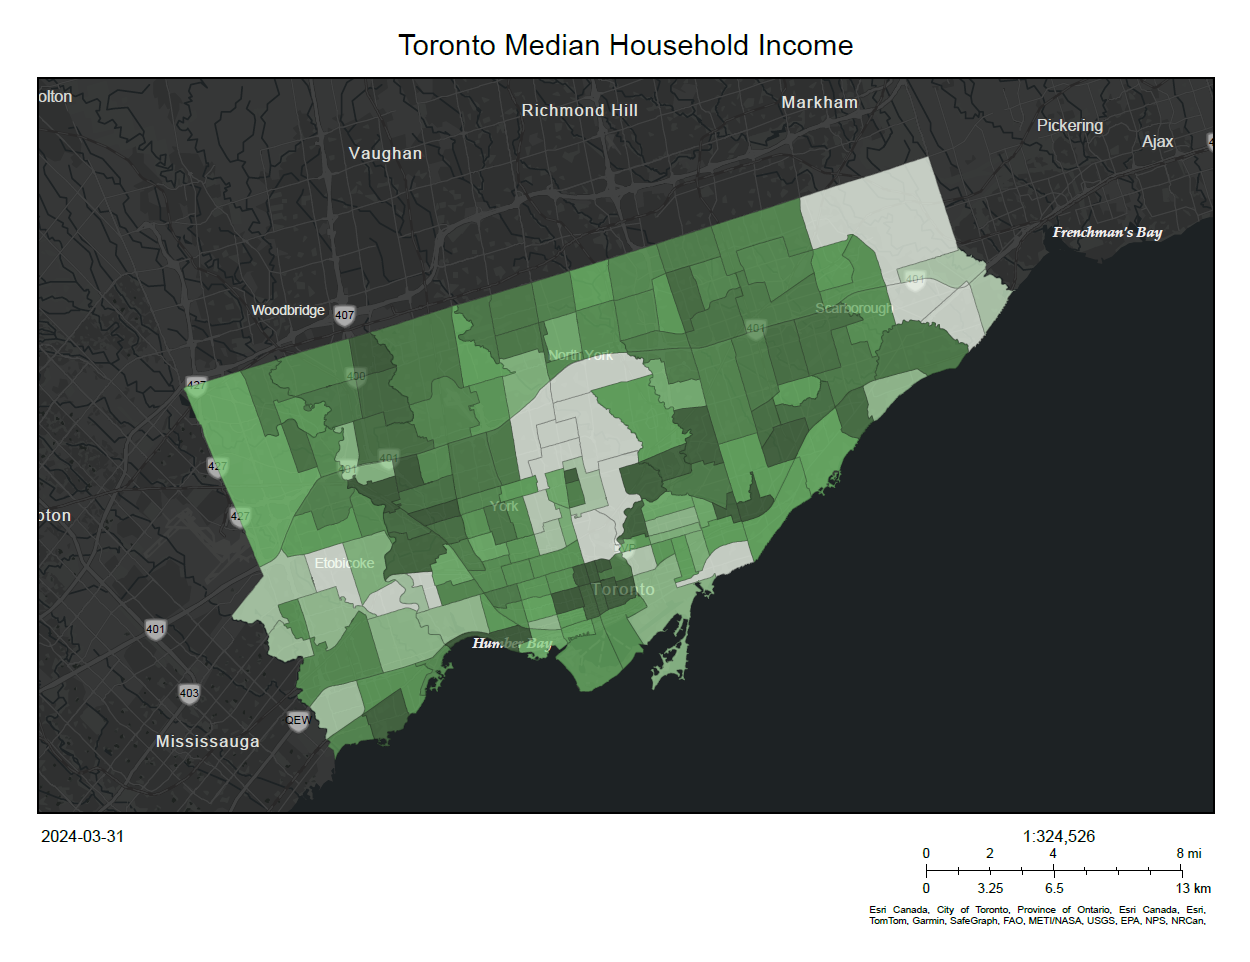 Toronto Median Household Income
olton
Richmond Hill
Markham
Pickering
Ajax
Vaughan
Frenchman's Bay
Woodbridge
407
401
Scarborough
401
North York
400
427
401
401
427
York
427
Etobicoke
Toronto
oton
401
Humber Bay
403
QEW
Mississauga
2024-03-31
1:324,526
0 2 4 8 mi
0 3.25 6.5 13 km
Esri Canada, City of Toronto, Province of Ontario, Esri Canada, Esri,
TomTom, Garmin, SafeGraph, FAO, METI/NASA, USGS, EPA, NPS, NRCan,